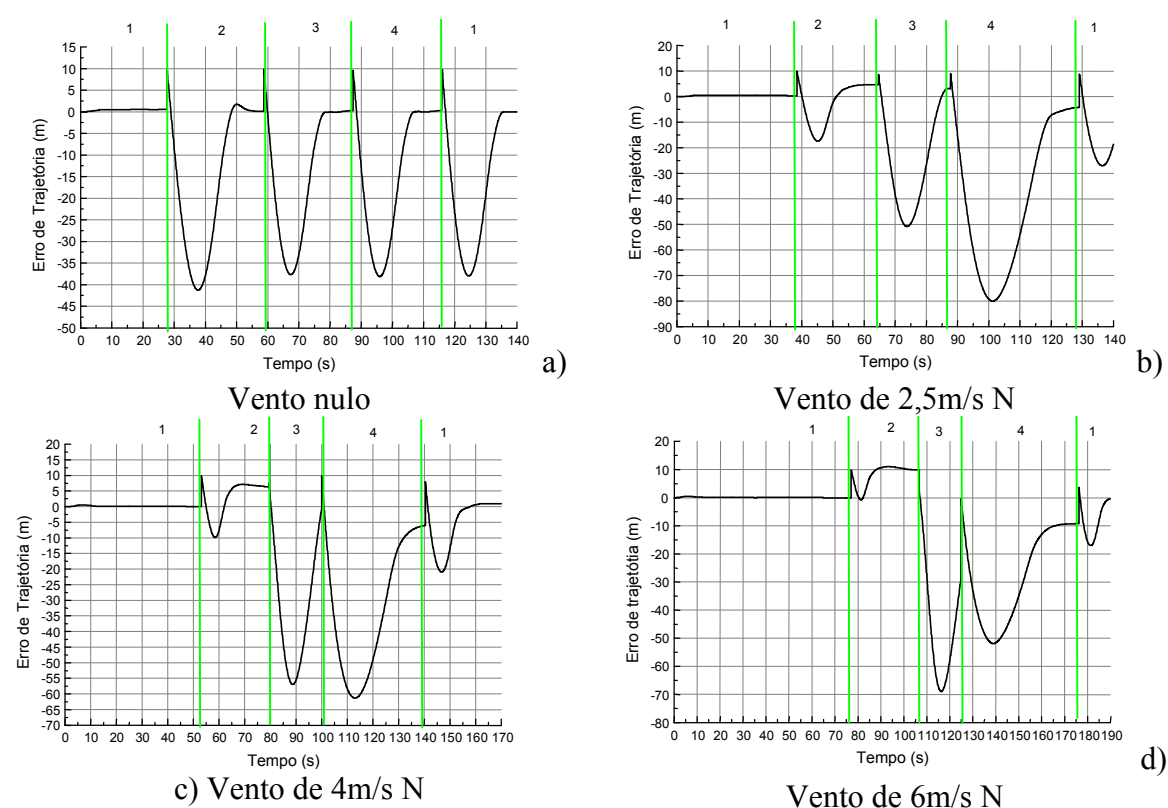 1 2 3 4 1
15
10
5
0
-5
-10
-15
-20
-25
-30
-35
-40
-45
-50
Erro de Trajetória (m)
0 10 20 30 40 50 60 70 80 90 100 110 120 130 140
Tempo (s)
a)
Vento nulo
1 2 3 4 1
20
10
0
-10
-20
-30
-40
-50
-60
-70
-80
-90
Erro de Trajetória (m)
0 10 20 30 40 50 60 70 80 90 100 110 120 130 140
Tempo (s)
b)
Vento de 2,5m/s N
1 2 3 4 1
20
15
10
5
0
-5
-10
-15
-20
-25
-30
-35
-40
-45
-50
-55
-60
-65
-70
Erro de Trajetória (m)
0 10 20 30 40 50 60 70 80 90 100 110 120 130 140 150 160 170
Tempo (s)
c) Vento de 4m/s N
1 2 3 4 1
20
10
0
-10
-20
-30
-40
-50
-60
-70
-80
Erro de trajetótia (m)
0 10 20 30 40 50 60 70 80 90 100 110 120 130 140 150 160 170 180 190
Tempo (s)
d)
Vento de 6m/s N